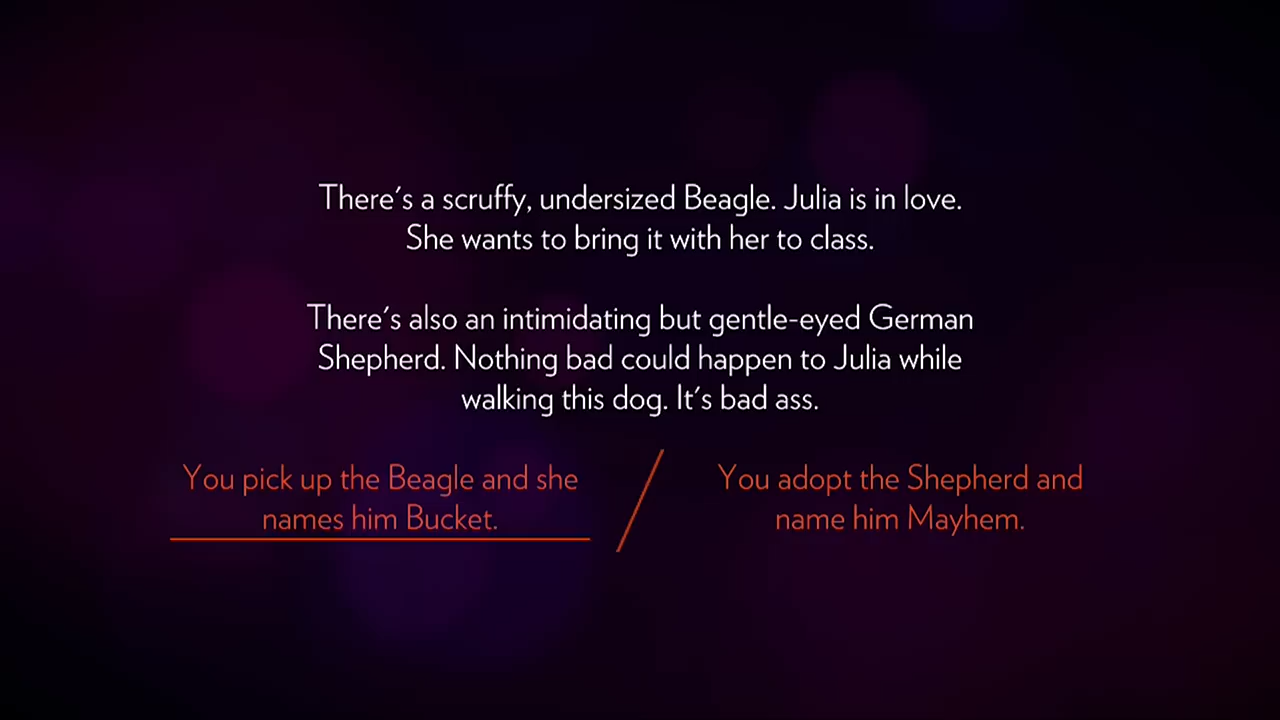 There's a scruffy, undersized Beagle. Julia is in love.
She wants to bring it with her to class.
There's also an intimidating but gentle-eyed German
Shepherd. Nothing bad could happen to Julia while
walking this dog. It's bad ass.
You pick up the Beagle and she
names him Bucket.
You adopt the Shepherd and
name him Mayhem.